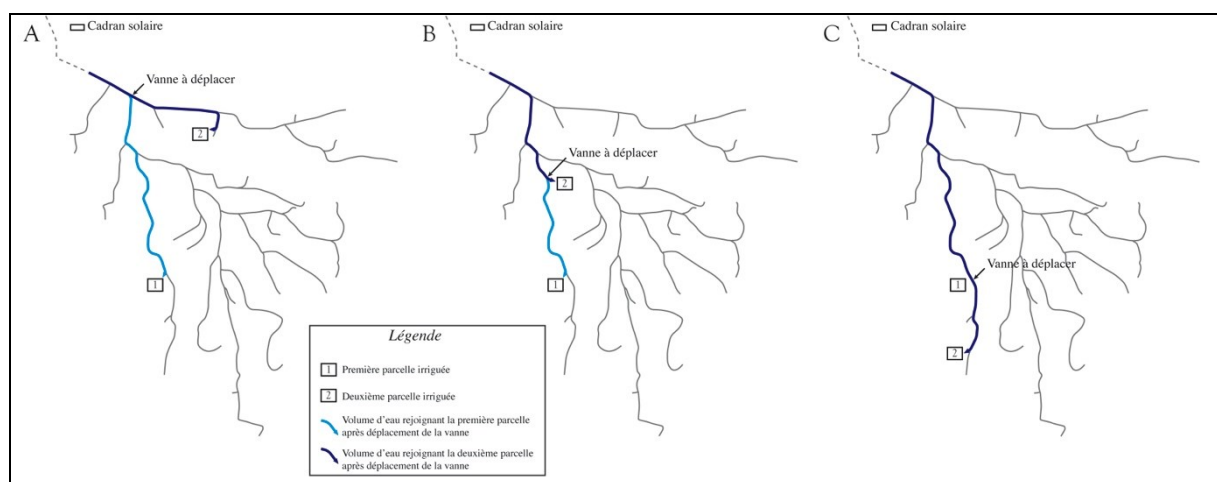 A
Cadran solaire
Vanne à déplacer
2
1
B
Cadran solaire
Vanne à déplacer
2
1
C
Cadran solaire
Vanne à déplacer
1
2
Légende
1 Première parcelle irriguée
2 Deuxième parcelle irriguée
Volume d'eau rejoignant la première parcelle
après déplacement de la vanne
Volume d'eau rejoignant la deuxième parcelle
après déplacement de la vanne